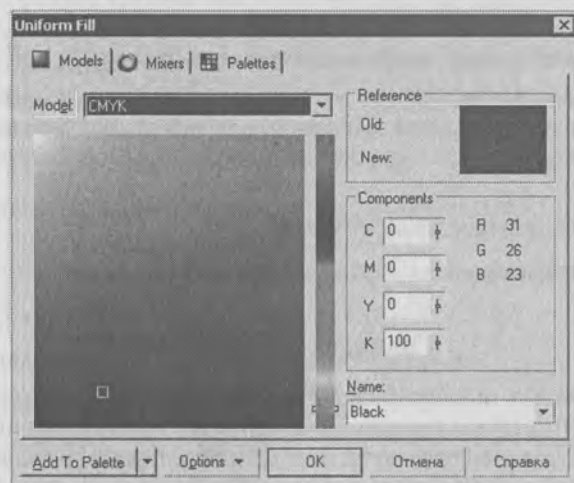 Uniform Fill
Models Mixers Palettes
Model: CMYK
Reference
Old:
New:
Components
C 0 R 31
M 0 G 26
Y 0 B 23
K 100
Name:
Black
Add To Palette Options OK Отмена Справка